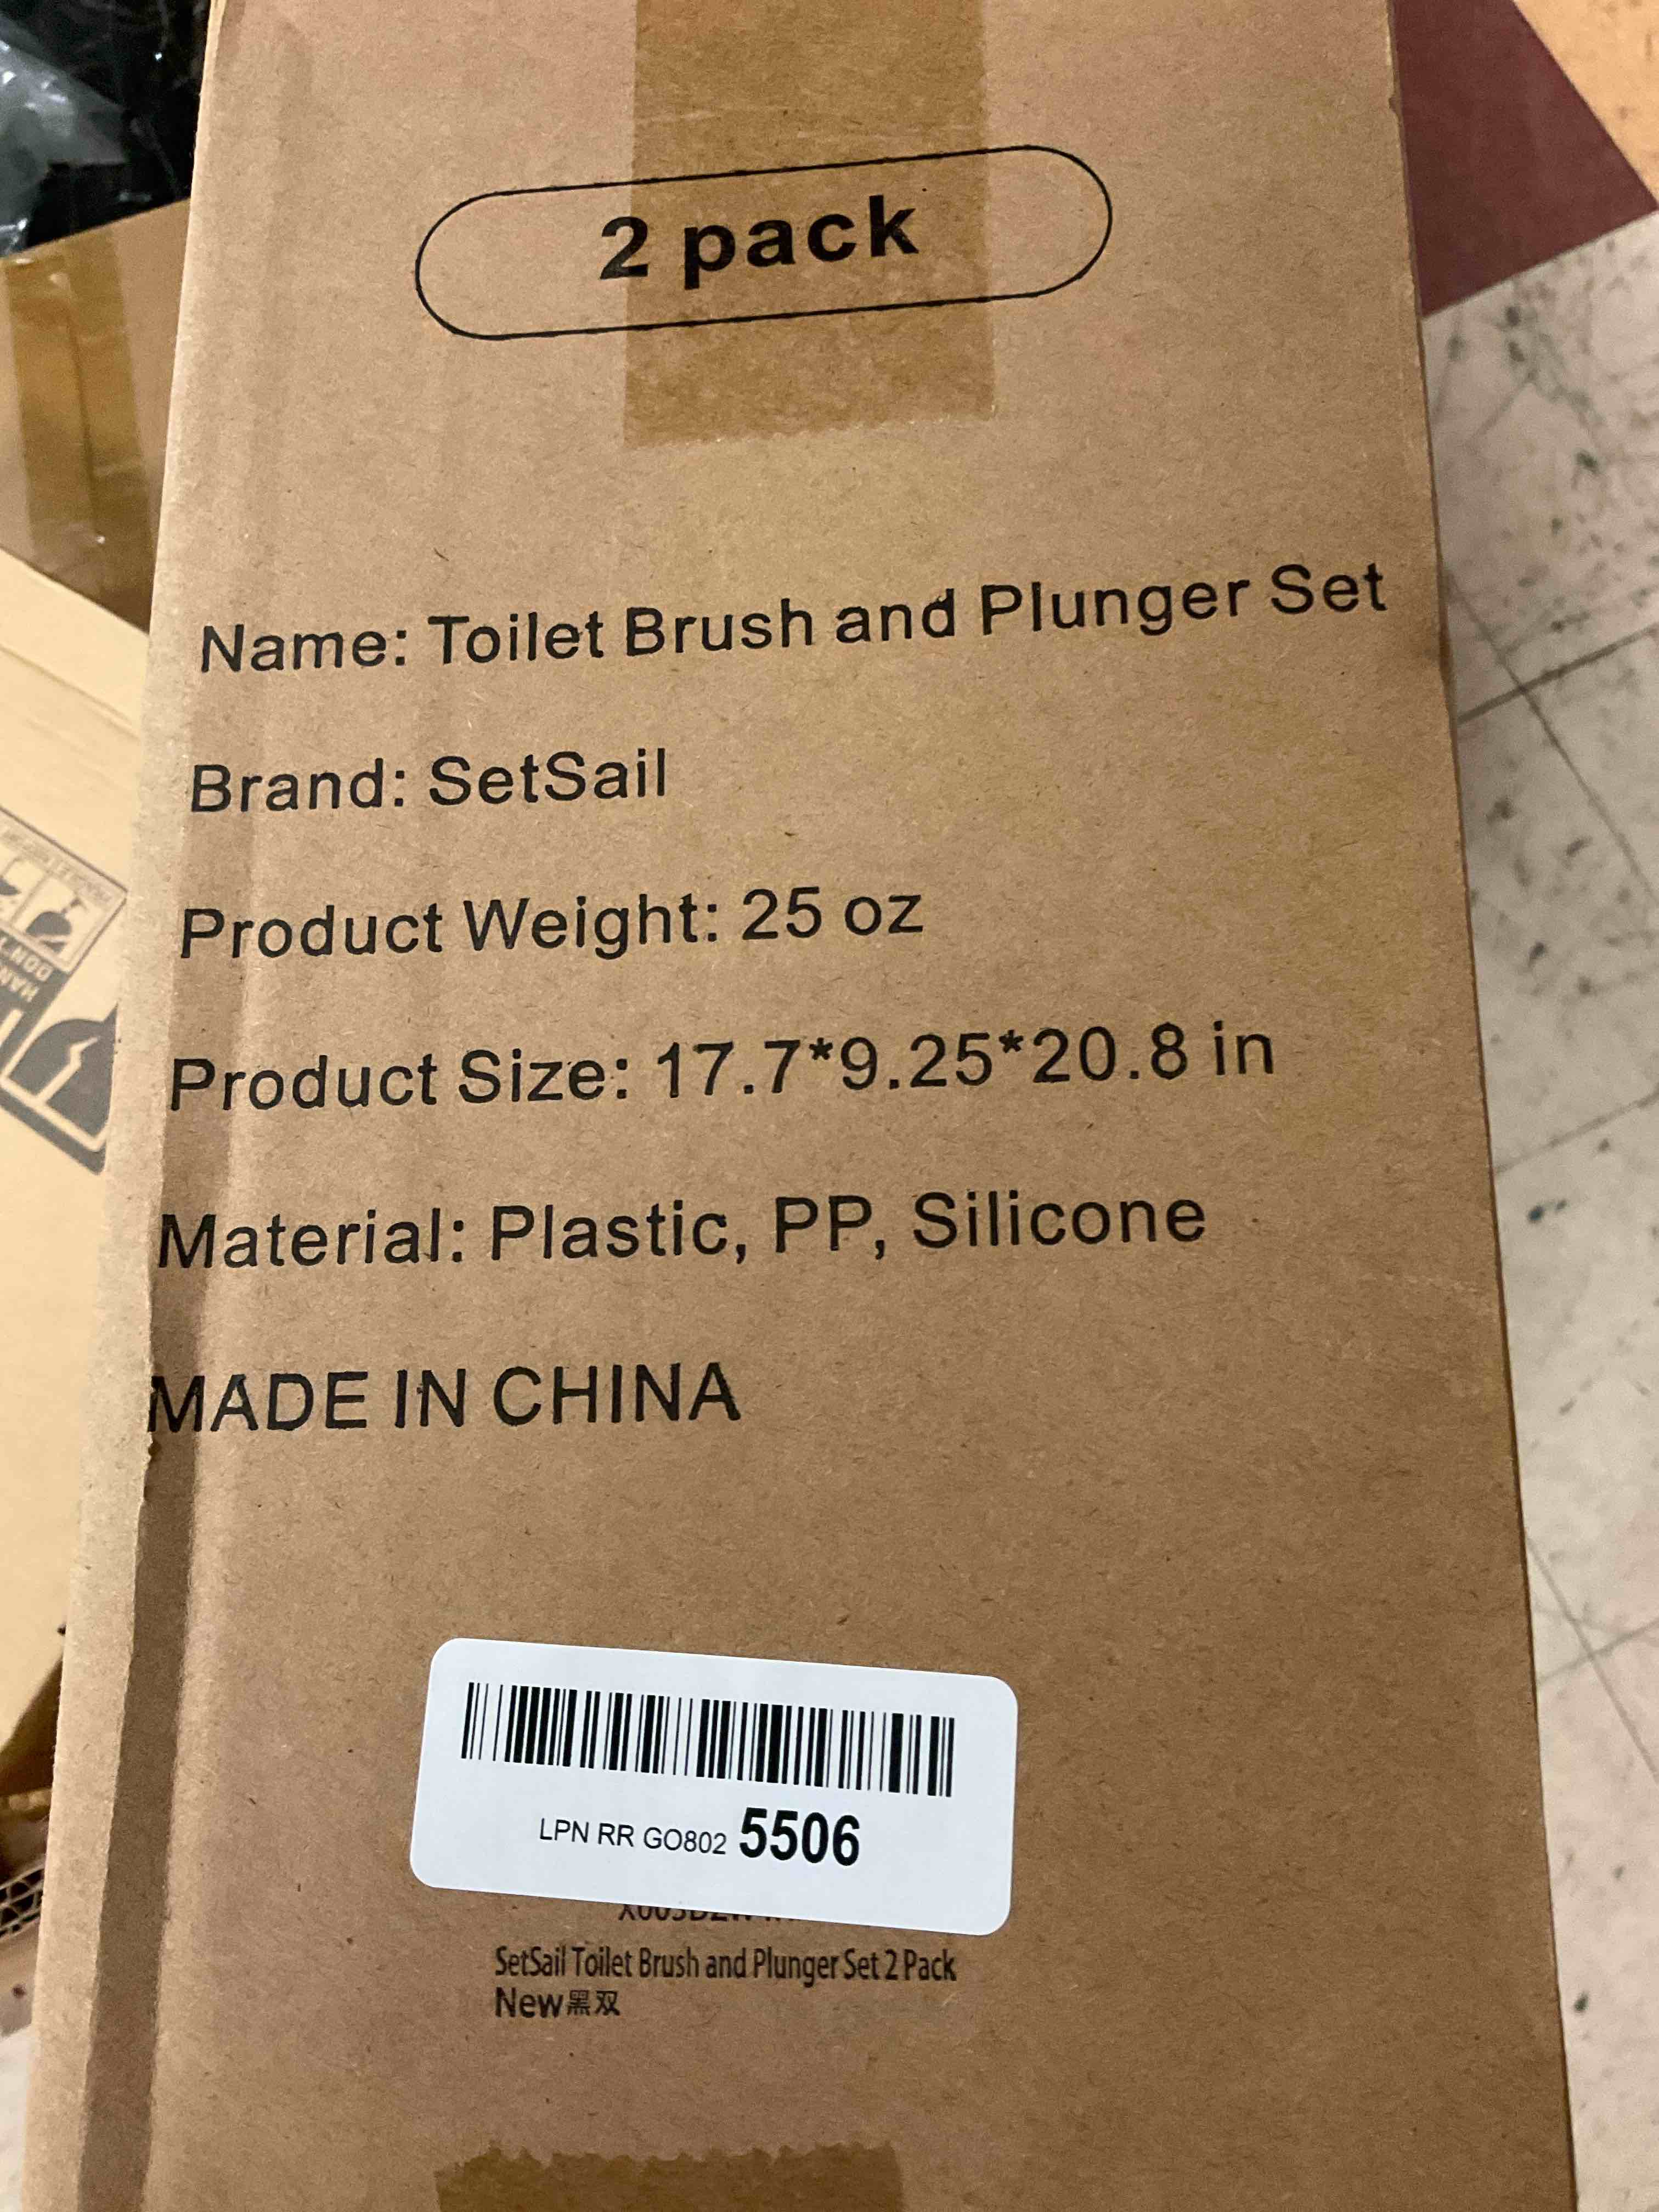 2 pack
Name: Toilet Brush and Plunger Set
Brand: SetSail
Product Weight: 25 oz
Product Size: 17.7*9.25*20.8 in
Material: Plastic, PP, Silicone
MADE IN CHINA
LPN RR GO802 5506
SetSail Toilet Brush and Plunger Set 2 Pack
New黑双